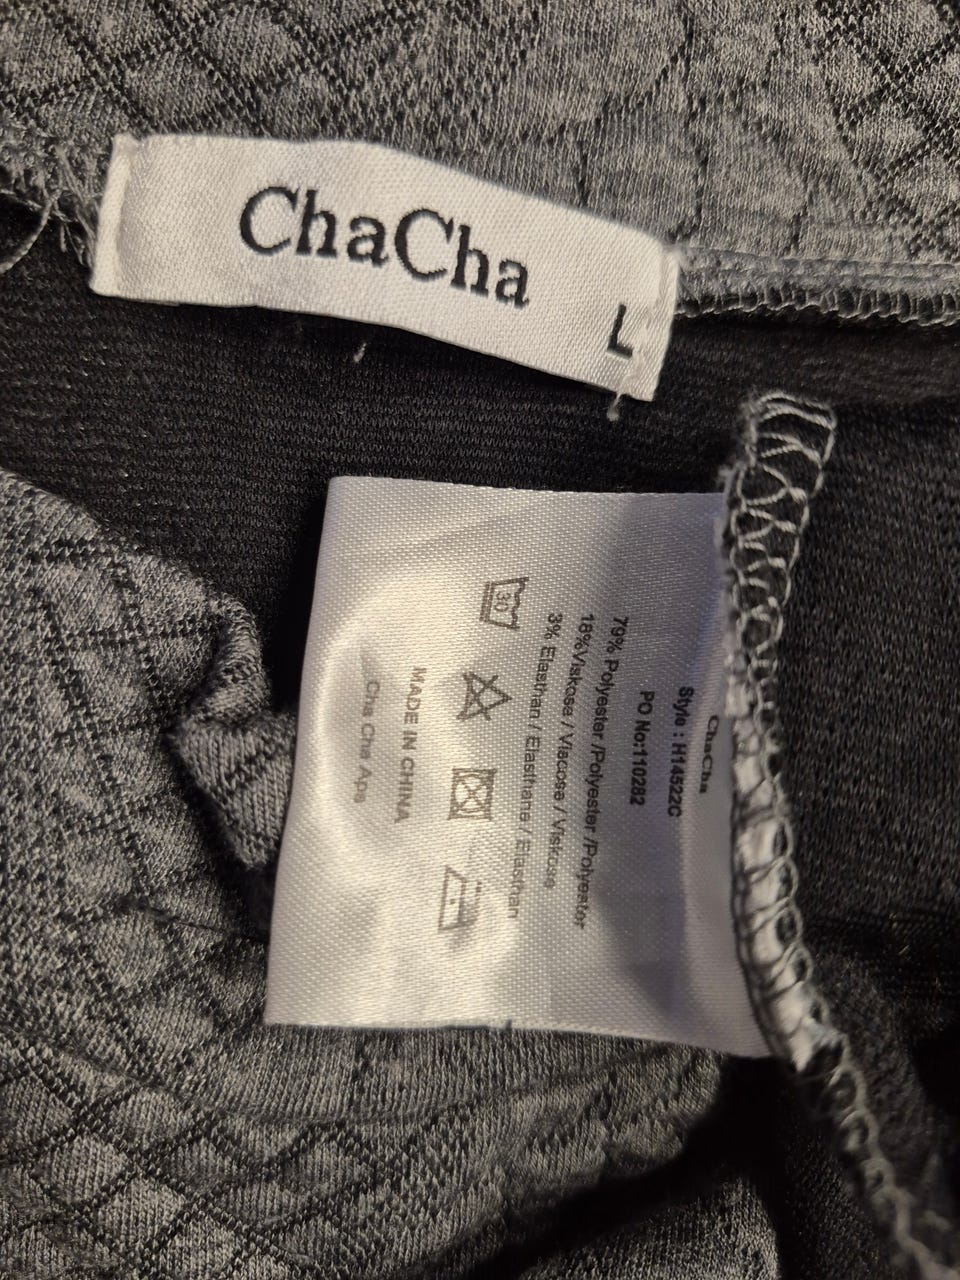 ChaCha
L
ChaCha
Style : H14522C
PO No:110282
79% Polyester /Polyester /Polyester
18%Viskose / Viscose / Viskose
3% Elasthan / Elasthane / Elasthan
30
MADE IN CHINA
Cha Cha Aps